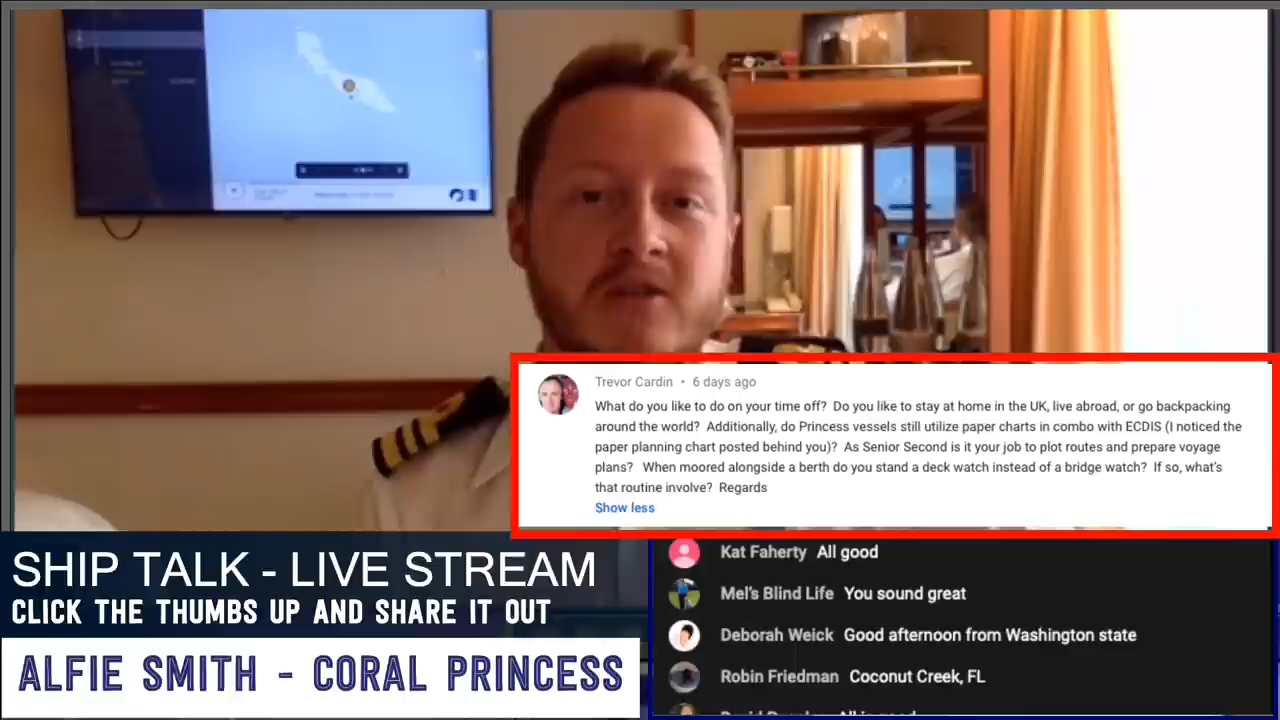 Trevor Cardin • 6 days ago
What do you like to do on your time off? Do you like to stay at home in the UK, live abroad, or go backpacking
around the world? Additionally, do Princess vessels still utilize paper charts in combo with ECDIS (I noticed the
paper planning chart posted behind you)? As Senior Second is it your job to plot routes and prepare voyage
plans? When moored alongside a berth do you stand a deck watch instead of a bridge watch? If so, what's
that routine involve? Regards
Show less
SHIP TALK - LIVE STREAM
CLICK THE THUMBS UP AND SHARE IT OUT
ALFIE SMITH - CORAL PRINCESS
Kat Faherty All good
Mel's Blind Life You sound great
Deborah Weick Good afternoon from Washington state
Robin Friedman Coconut Creek, FL